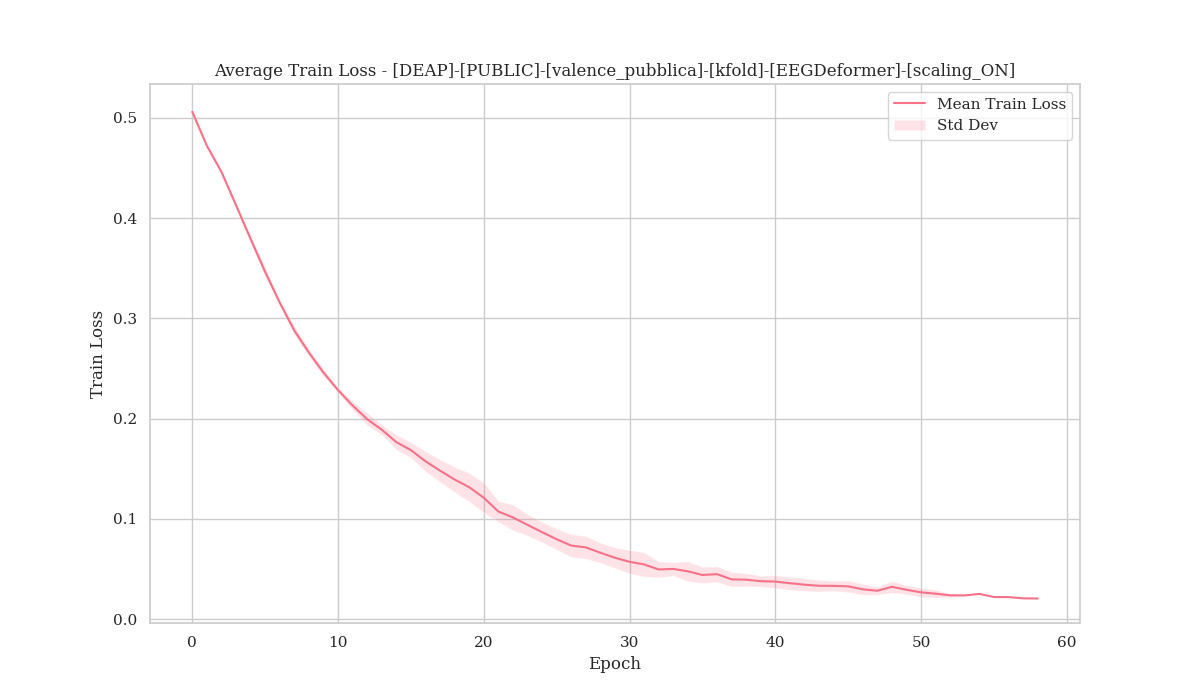 Average Train Loss - [DEAP]-[PUBLIC]-[valence_pubblica]-[kfold]-[EEGDeformer]-[scaling_ON]
Mean Train Loss
Std Dev
0.5
0.4
0.3
0.2
0.1
0.0
Train Loss
0 10 20 30 40 50 60
Epoch